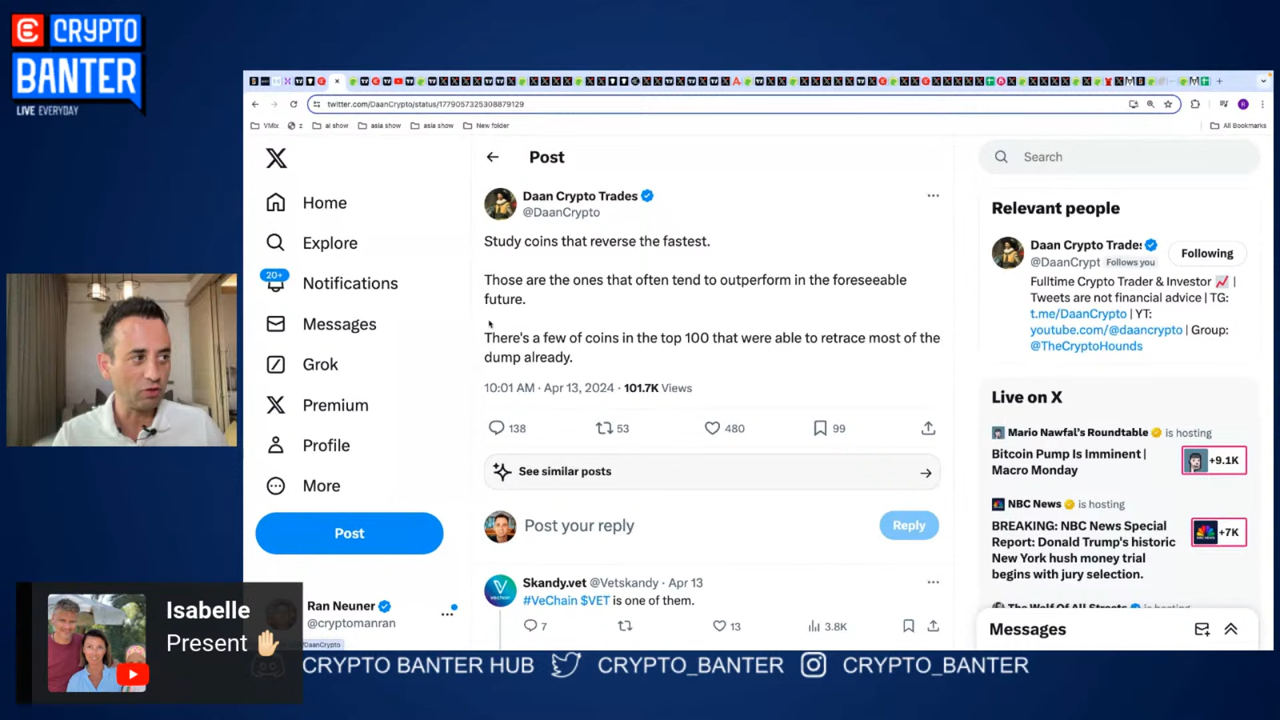 CRYPTO
BANTER
LIVE EVERYDAY
twitter.com/DaanCrypto/status/1779057325308879129
VMix
z
ai show
asia show
asia show
New folder
All Bookmarks
Home
Explore
20+
Notifications
Messages
Grok
Premium
Profile
More
Post
Ran Neuner
@cryptomanran
DaanCrypto
Post
Daan Crypto Trades
@DaanCrypto
Study coins that reverse the fastest.
Those are the ones that often tend to outperform in the foreseeable
future.
There's a few of coins in the top 100 that were able to retrace most of the
dump already.
10:01 AM · Apr 13, 2024 · 101.7K Views
138 53 480 99
See similar posts
Post your reply
Reply
Skandy.vet @Vetskandy · Apr 13
#VeChain $VET is one of them.
7 13 3.8K
Search
Relevant people
Daan Crypto Trade
@DaanCrypt Follows you
Following
Fulltime Crypto Trader & Investor 📈 |
Tweets are not financial advice | TG:
t.me/DaanCrypto | YT:
youtube.com/@daancrypto | Group:
@TheCryptoHounds
Live on X
Mario Nawfal's Roundtable is hosting
Bitcoin Pump Is Imminent |
Macro Monday
+9.1K
NBC News is hosting
BREAKING: NBC News Special
Report: Donald Trump's historic
New York hush money trial
begins with jury selection.
+7K
The Wolf Of All Streets is hosting
Messages
Isabelle
Present 🤚🏼
CRYPTO BANTER HUB CRYPTO_BANTER CRYPTO_BANTER